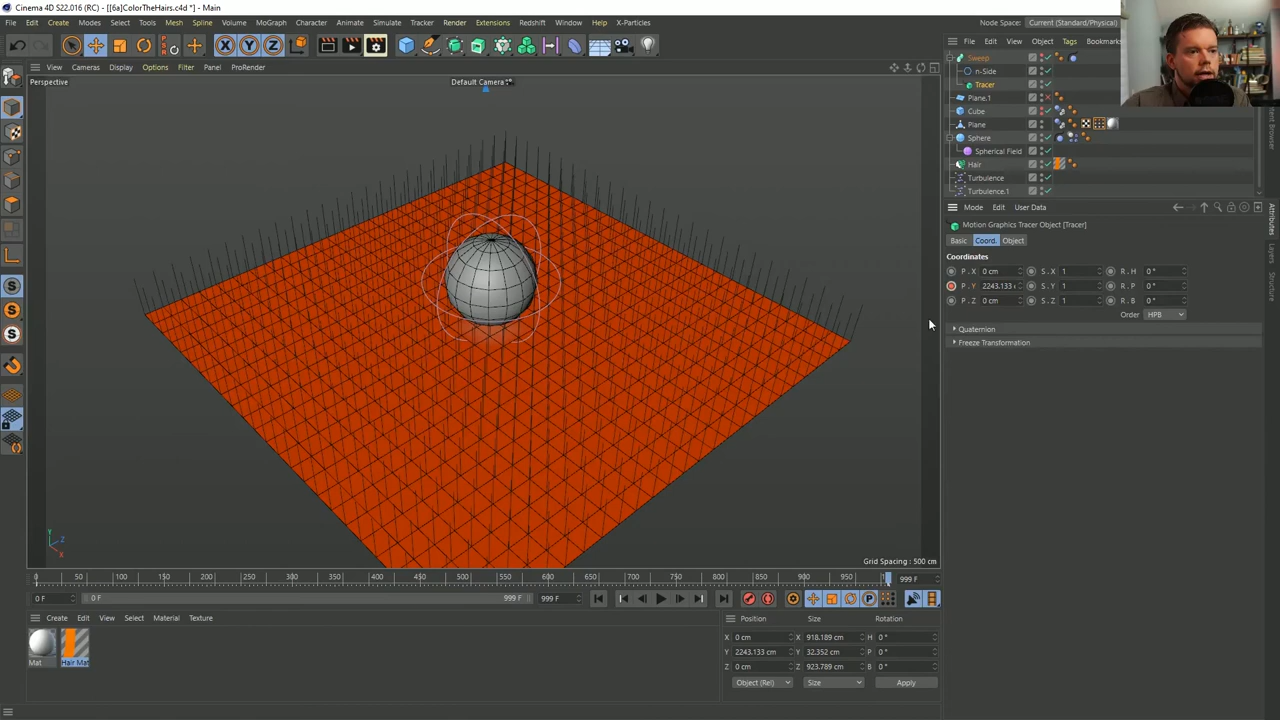 Cinema 4D S22.016 (RC) - [[6a]ColorTheHairs.c4d *] - Main
File Edit Create Modes Select Tools Mesh Spline Volume MoGraph Character Animate Simulate Tracker Render Extensions Redshift Window Help X-Particles
Node Space: Current (Standard/Physical)
View Cameras Display Options Filter Panel ProRender
File Edit View Object Tags Bookmarks
Perspective
Default Camera
Sweep
n-Side
Tracer
Plane.1
Cube
Plane
Sphere
Spherical Field
Hair
Turbulence
Turbulence.1
Content Browser
Mode Edit User Data
Attributes
Layers
Structure
Motion Graphics Tracer Object [Tracer]
Basic Coord. Object
Coordinates
P.X 0 cm S.X 1 R.H 0°
P.Y 2243.133 S.Y 1 R.P 0°
P.Z 0 cm S.Z 1 R.B 0°
Order HPB
Quaternion
Freeze Transformation
Y Z X
Grid Spacing : 500 cm
0 50 100 150 200 250 300 350 400 450 500 550 600 650 700 750 800 850 900 950 999 F
0 F 0 F 999 F 999 F
Create Edit View Select Material Texture
Mat
Hair Mat
Position Size Rotation
X 0 cm X 918.189 cm H 0°
Y 2243.133 cm Y 32.352 cm P 0°
Z 0 cm Z 923.789 cm B 0°
Object (Rel) Size Apply